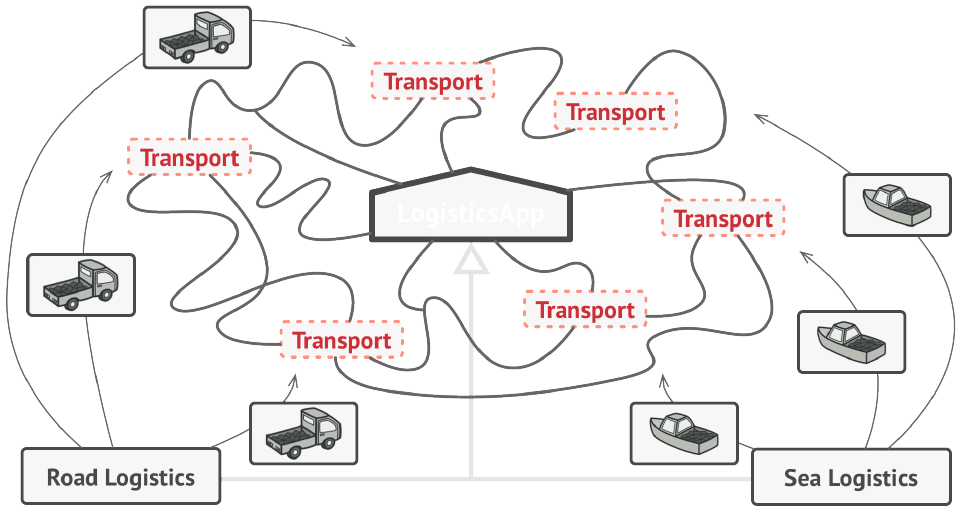 Transport
Transport
Transport
LogisticsApp
Transport
Transport
Transport
Road Logistics
Sea Logistics